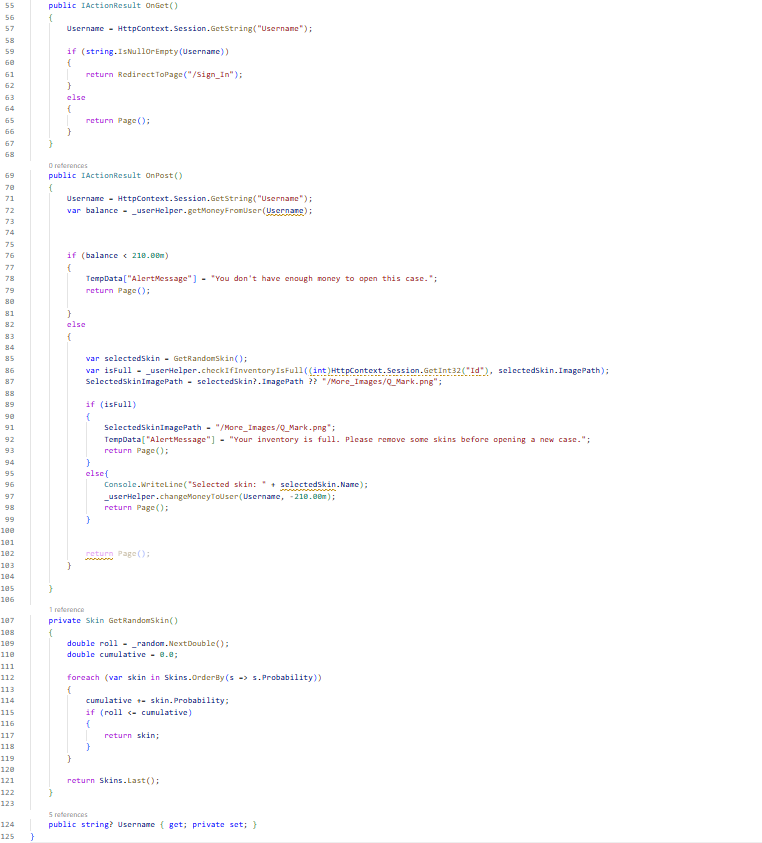 55 public IActionResult OnGet()
56 {
57 Username = HttpContext.Session.GetString("Username");
58
59 if (string.IsNullOrEmpty(Username))
60 {
61 return RedirectToPage("/Sign_In");
62 }
63 else
64 {
65 return Page();
66 }
67 }
68
0 references
69 public IActionResult OnPost()
70 {
71 Username = HttpContext.Session.GetString("Username");
72 var balance = _userHelper.getMoneyFromUser(Username);
73
74
75
76 if (balance < 210.00m)
77 {
78 TempData["AlertMessage"] = "You don't have enough money to open this case.";
79 return Page();
80
81 }
82 else
83 {
84
85 var selectedSkin = GetRandomSkin();
86 var isFull = _userHelper.checkIfInventoryIsFull((int)HttpContext.Session.GetInt32("Id"), selectedSkin.ImagePath);
87 SelectedSkinImagePath = selectedSkin?.ImagePath ?? "/More_Images/Q_Mark.png";
88
89 if (isFull)
90 {
91 SelectedSkinImagePath = "/More_Images/Q_Mark.png";
92 TempData["AlertMessage"] = "Your inventory is full. Please remove some skins before opening a new case.";
93 return Page();
94 }
95 else{
96 Console.WriteLine("Selected skin: " + selectedSkin.Name);
97 _userHelper.changeMoneyToUser(Username, -210.00m);
98 return Page();
99 }
100
101
102 return Page();
103 }
104
105 }
106
1 reference
107 private Skin GetRandomSkin()
108 {
109 double roll = _random.NextDouble();
110 double cumulative = 0.0;
111
112 foreach (var skin in Skins.OrderBy(s => s.Probability))
113 {
114 cumulative += skin.Probability;
115 if (roll <= cumulative)
116 {
117 return skin;
118 }
119 }
120
121 return Skins.Last();
122 }
123
5 references
124 public string? Username { get; private set; }
125 }